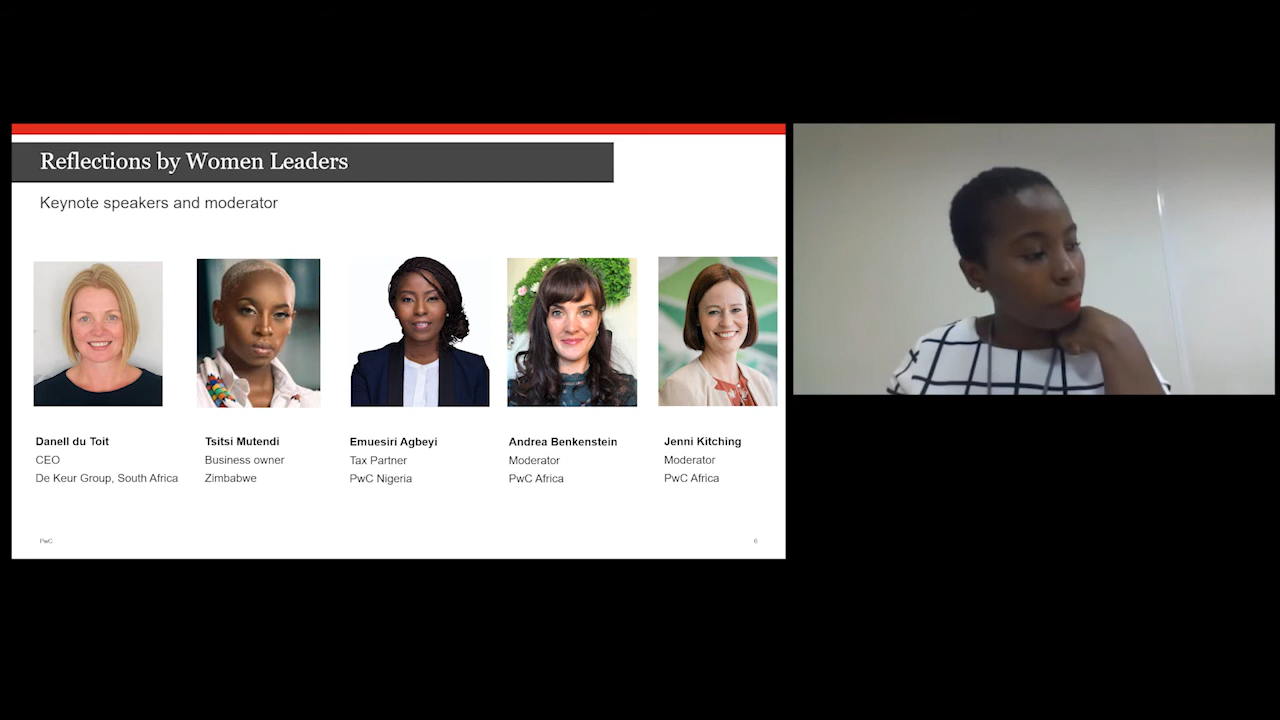 Reflections by Women Leaders
Keynote speakers and moderator
Danell du Toit
CEO
De Keur Group, South Africa
Tsitsi Mutendi
Business owner
Zimbabwe
Emuesiri Agbeyi
Tax Partner
PwC Nigeria
Andrea Benkenstein
Moderator
PwC Africa
Jenni Kitching
Moderator
PwC Africa
PwC
6